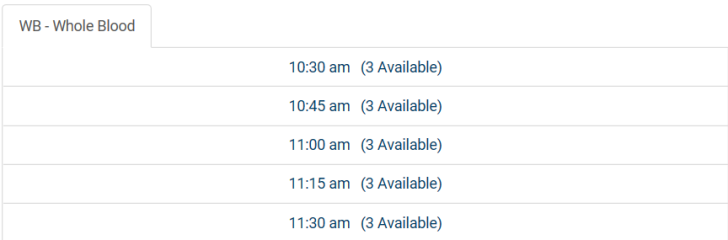 WB - Whole Blood
10:30 am (3 Available)
10:45 am (3 Available)
11:00 am (3 Available)
11:15 am (3 Available)
11:30 am (3 Available)